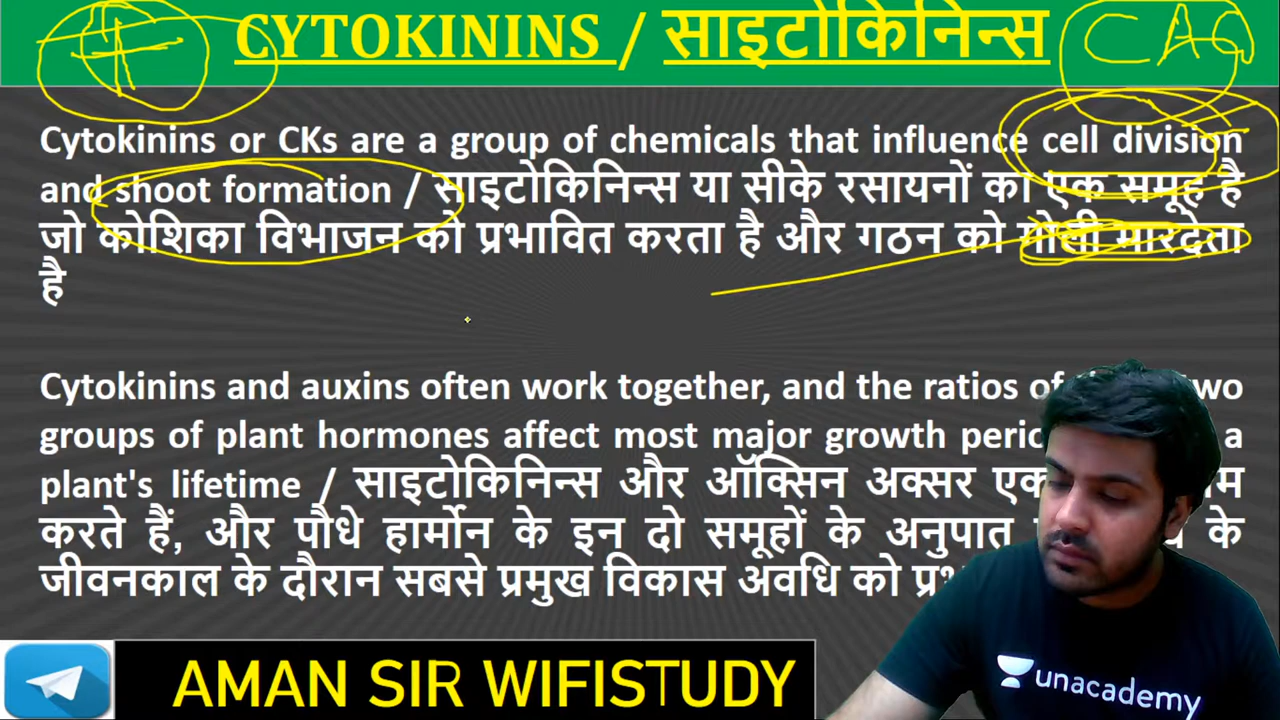 CYTOKININS / साइटोकिनिन्स
CAG
Cytokinins or CKs are a group of chemicals that influence cell division
and shoot formation / साइटोकिनिन्स या सीके रसायनों का एक समूह है
जो कोशिका विभाजन को प्रभावित करता है और गठन को गोली मारदेता
है
Cytokinins and auxins often work together, and the ratios of two
groups of plant hormones affect most major growth a
plant's lifetime / साइटोकिनिन्स और ऑक्सिन अक्सर
करते हैं, और पौधे हार्मोन के इन दो समूहों के अनुपात के
जीवनकाल के दौरान सबसे प्रमुख विकास अवधि को
AMAN SIR WIFISTUDY
unacademy